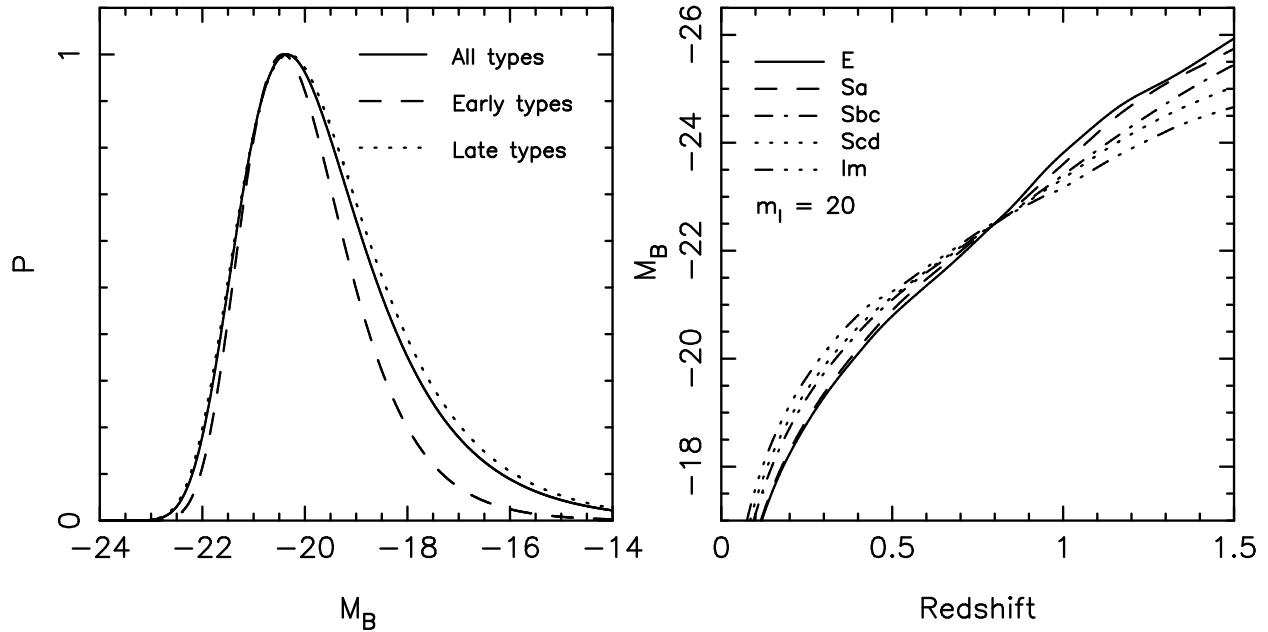 P
1
0
All types
Early types
Late types
−24 −22 −20 −18 −16 −14
M_B
M_B
−26
−24
−22
−20
−18
E
Sa
Sbc
Scd
Im
m_I = 20
0 0.5 1 1.5
Redshift